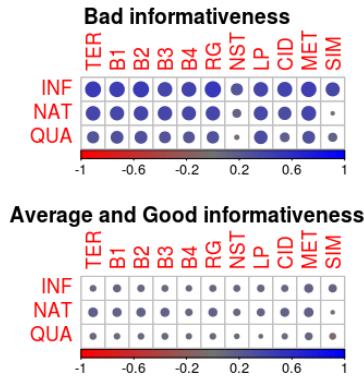 Bad informativeness
TER B1 B2 B3 B4 RG NST LP CID MET SIM
INF
NAT
QUA
-1 -0.6 -0.2 0.2 0.6 1
Average and Good informativeness
TER B1 B2 B3 B4 RG NST LP CID MET SIM
INF
NAT
QUA
-1 -0.6 -0.2 0.2 0.6 1